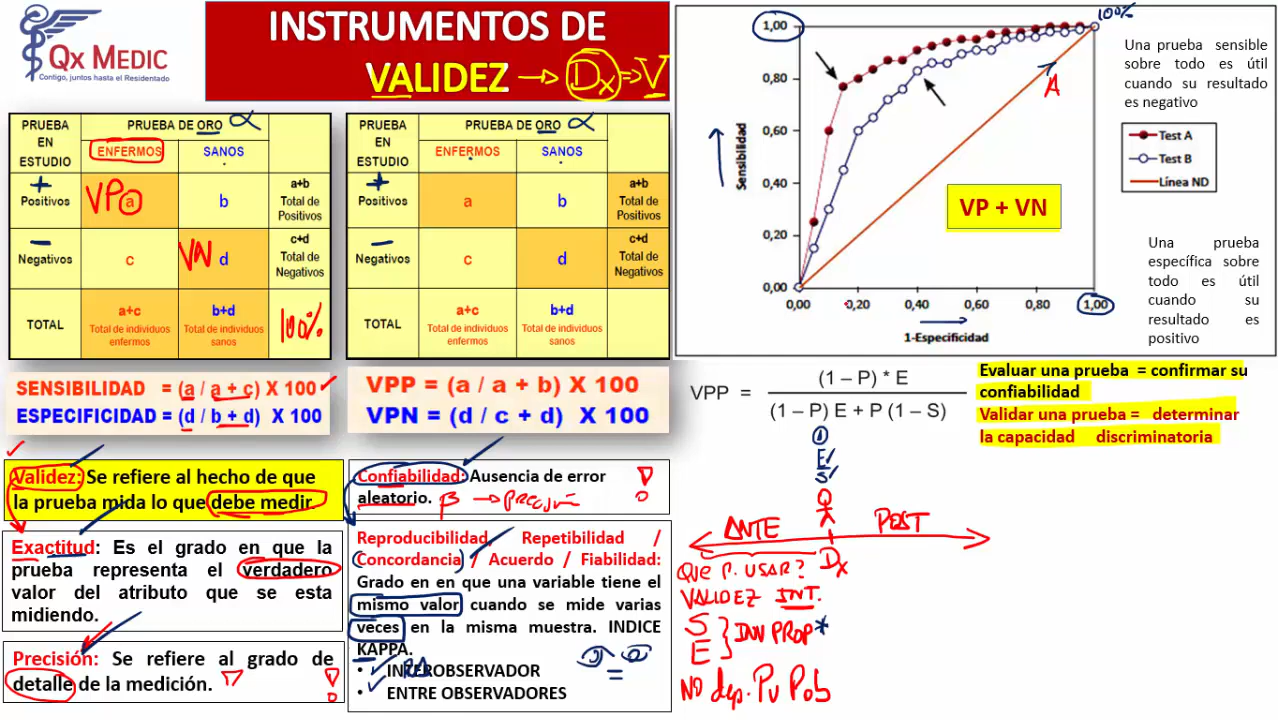 Qx MEDIC
Contigo, juntos hasta el Residentado
INSTRUMENTOS DE
VALIDEZ → Dx ⇒ V
PRUEBA EN ESTUDIO
PRUEBA DE ORO α
ENFERMOS
SANOS
+
Positivos
VP a
b
a+b
Total de
Positivos
−
Negativos
c
VN d
c+d
Total de
Negativos
TOTAL
a+c
Total de individuos
enfermos
b+d
Total de individuos
sanos
100%
SENSIBILIDAD = (a / a + c) X 100
ESPECIFICIDAD = (d / b + d) X 100
PRUEBA EN ESTUDIO
PRUEBA DE ORO α
ENFERMOS
SANOS
+
Positivos
a
b
a+b
Total de
Positivos
−
Negativos
c
d
c+d
Total de
Negativos
TOTAL
a+c
Total de individuos
enfermos
b+d
Total de individuos
sanos
VPP = (a / a + b) X 100
VPN = (d / c + d) X 100
100%
1,00
0,80
0,60
0,40
0,20
0,00
Sensibilidad
0,00 0,20 0,40 0,60 0,80 1,00
1-Especificidad
A
VP + VN
Una prueba sensible
sobre todo es útil
cuando su resultado
es negativo
Test A
Test B
Línea ND
Una prueba
específica sobre
todo es útil
cuando su
resultado es
positivo
VPP = (1 – P) * E
(1 – P) E + P (1 – S)
Evaluar una prueba = confirmar su
confiabilidad
Validar una prueba = determinar
la capacidad discriminatoria
Validez: Se refiere al hecho de que
la prueba mida lo que debe medir.
Exactitud: Es el grado en que la
prueba representa el verdadero
valor del atributo que se esta
midiendo.
Precisión: Se refiere al grado de
detalle de la medición.
Confiabilidad: Ausencia de error
aleatorio. β →
Reproducibilidad, Repetibilidad /
Concordancia / Acuerdo / Fiabilidad:
Grado en en que una variable tiene el
mismo valor cuando se mide varias
veces en la misma muestra. INDICE
KAPPA.
• INTEROBSERVADOR
• ENTRE OBSERVADORES
E
S
ANTE
POST
Dx
QUE P. USAR?
VALIDEZ INT.
S
E } INV PROP *
NO dep. Pv Pob